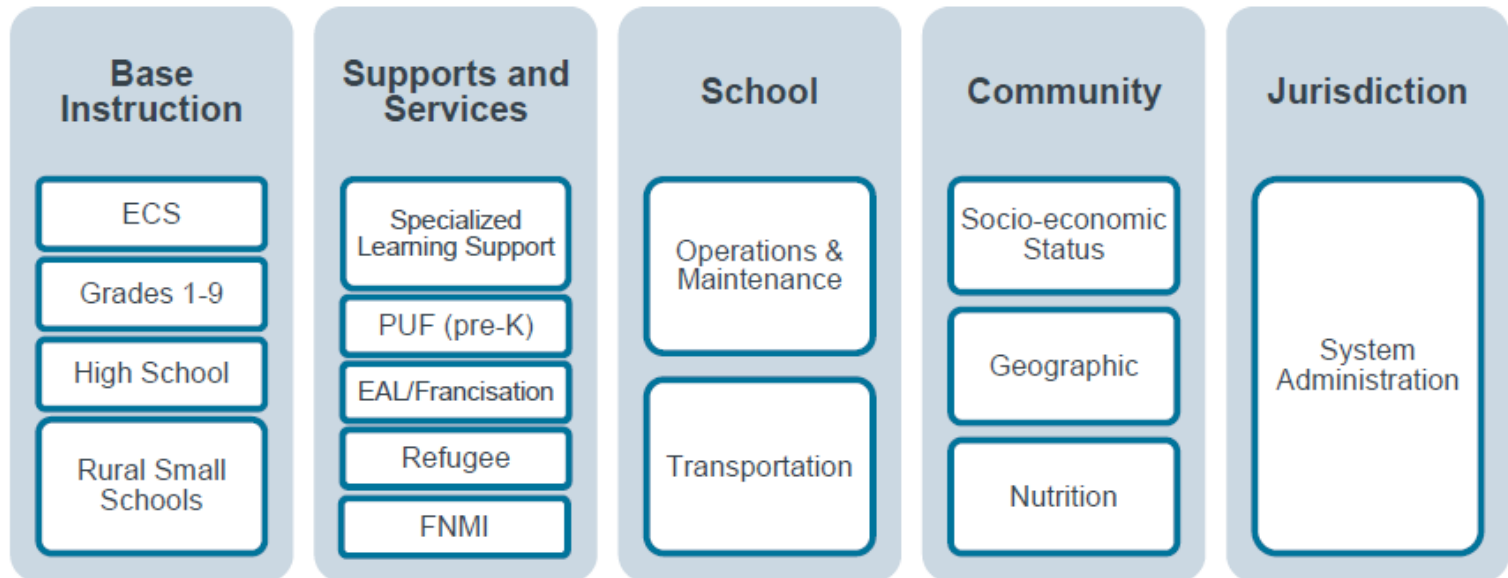 Base
Instruction
ECS
Grades 1-9
High School
Rural Small
Schools
Supports and
Services
Specialized
Learning Support
PUF (pre-K)
EAL/Francisation
Refugee
FNMI
School
Operations &
Maintenance
Transportation
Community
Socio-economic
Status
Geographic
Nutrition
Jurisdiction
System
Administration